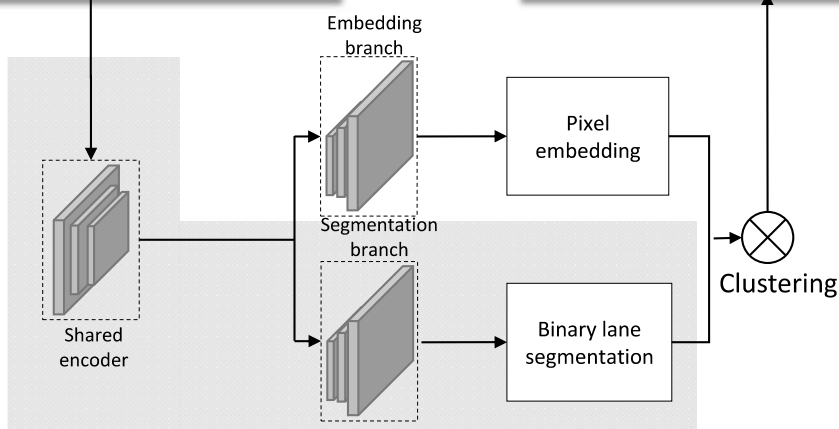 Embedding
branch
Pixel
embedding
Segmentation
branch
Clustering
Shared
encoder
Binary lane
segmentation